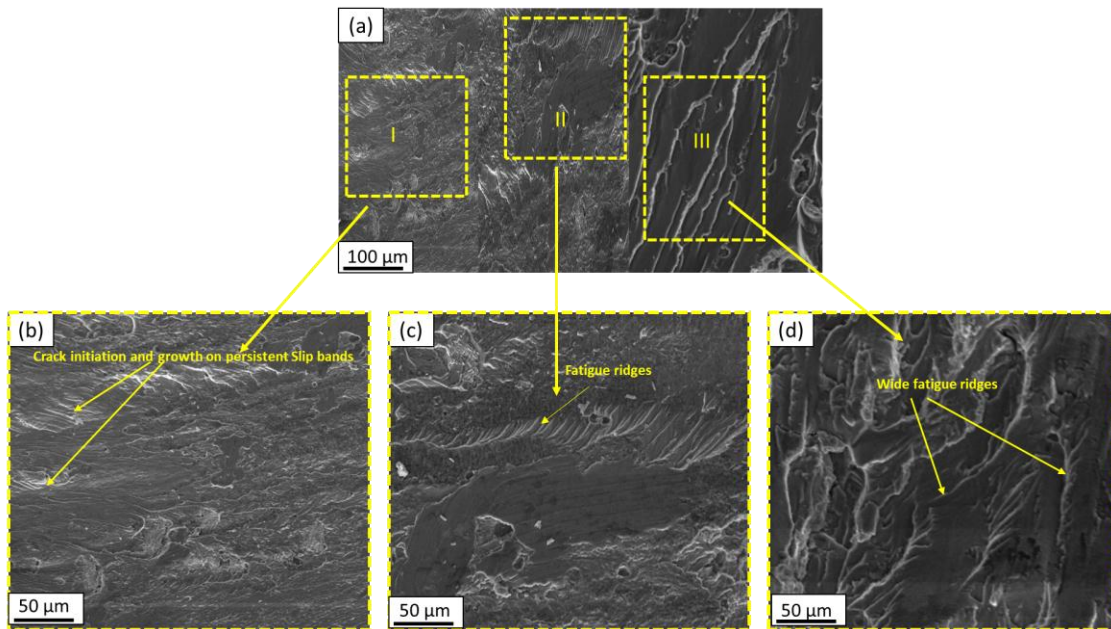 (a)
I
II
III
100 µm
(b)
Crack initiation and growth on persistent Slip bands
50 µm
(c)
Fatigue ridges
50 µm
(d)
Wide fatigue ridges
50 µm